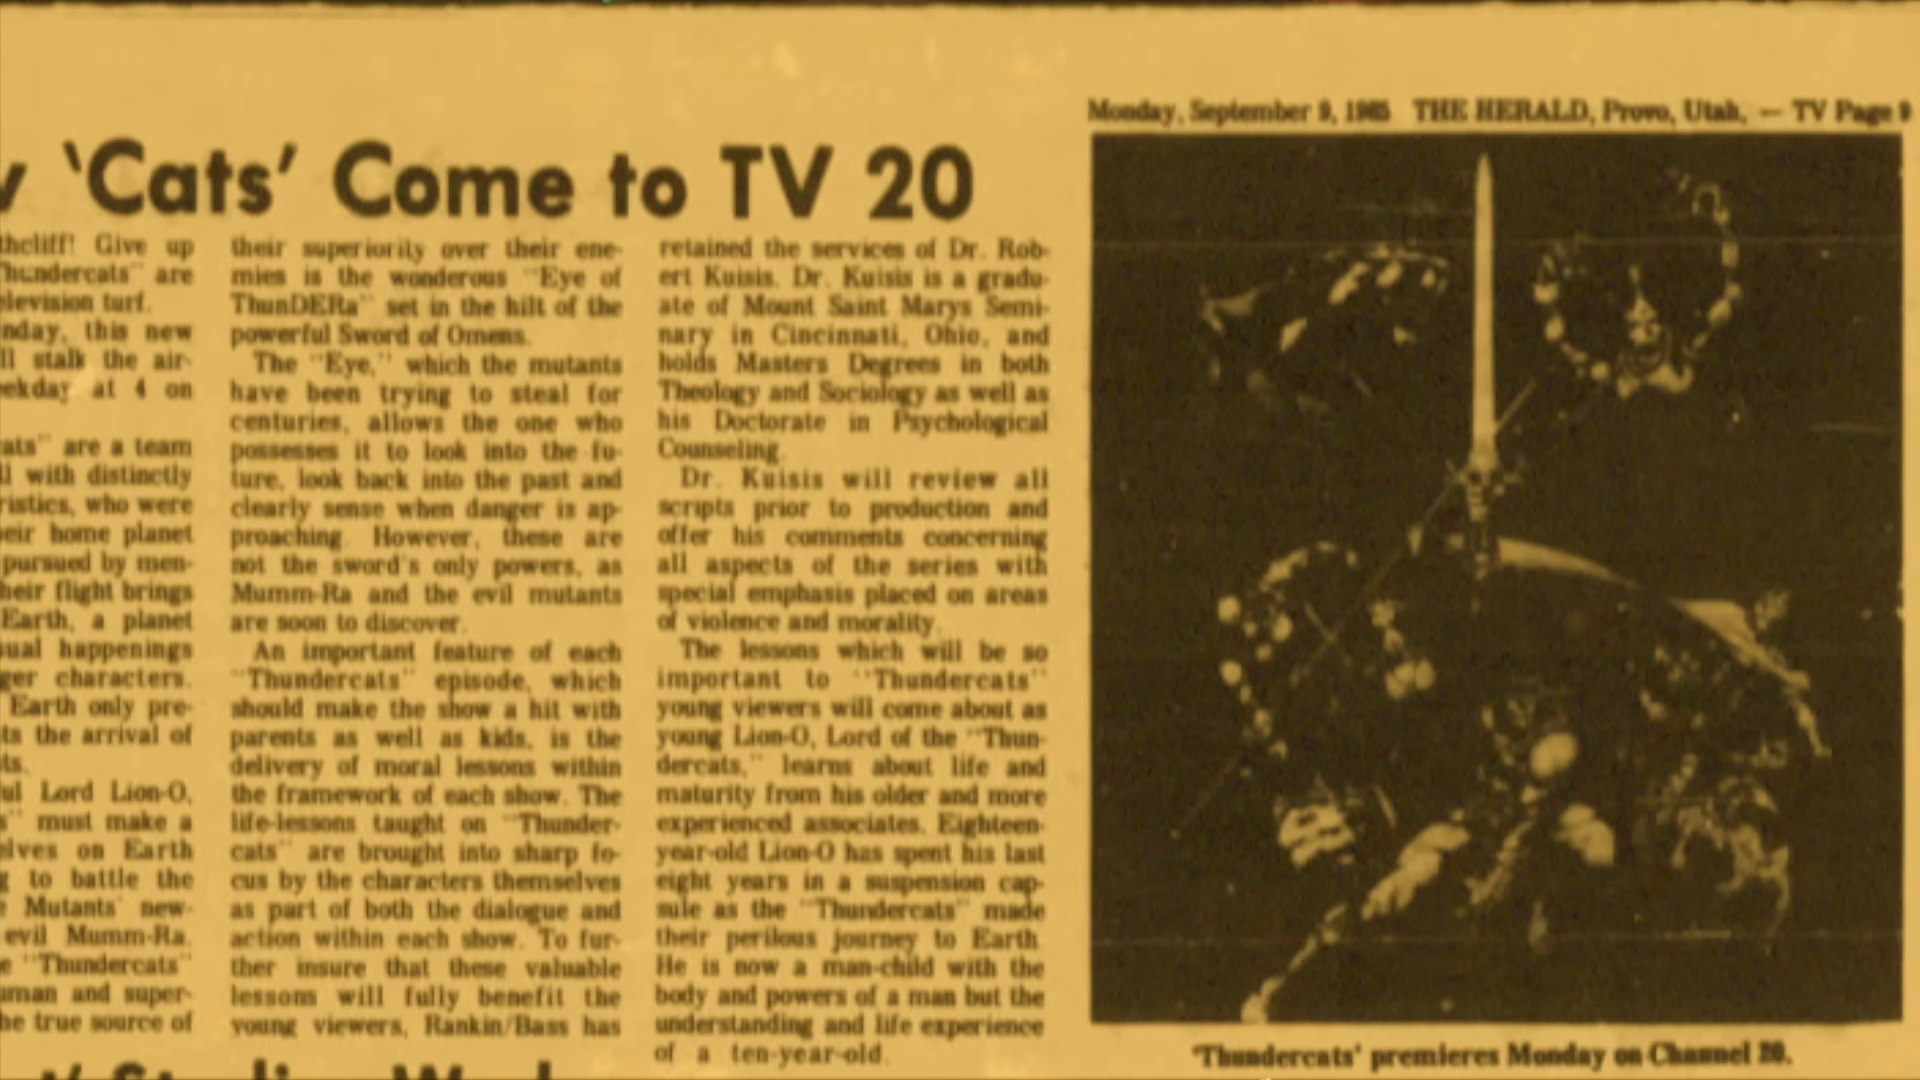 'Cats' Come to TV 20
thcliff! Give up
Thundercats" are
elevision turf.
nday, this new
ll stalk the air-
eekday at 4 on
ats" are a team
ll with distinctly
ristics, who were
eir home planet
pursued by men-
heir flight brings
Earth, a planet
sual happenings
ger characters.
Earth only pre-
ts the arrival of
ts.
ful Lord Lion-O,
s" must make a
elves on Earth
g to battle the
e Mutants' new-
evil Mumm-Ra.
e "Thundercats"
uman and super-
he true source of
their superiority over their ene-
mies is the wonderous "Eye of
ThunDERa" set in the hilt of the
powerful Sword of Omens.
The "Eye," which the mutants
have been trying to steal for
centuries, allows the one who
possesses it to look into the fu-
ture, look back into the past and
clearly sense when danger is ap-
proaching. However, these are
not the sword's only powers, as
Mumm-Ra and the evil mutants
are soon to discover.
An important feature of each
"Thundercats" episode, which
should make the show a hit with
parents as well as kids, is the
delivery of moral lessons within
the framework of each show. The
life-lessons taught on "Thunder-
cats" are brought into sharp fo-
cus by the characters themselves
as part of both the dialogue and
action within each show. To fur-
ther insure that these valuable
lessons will fully benefit the
young viewers, Rankin/Bass has
retained the services of Dr. Rob-
ert Kuisis. Dr. Kuisis is a gradu-
ate of Mount Saint Marys Semi-
nary in Cincinnati, Ohio, and
holds Masters Degrees in both
Theology and Sociology as well as
his Doctorate in Psychological
Counseling.
Dr. Kuisis will review all
scripts prior to production and
offer his comments concerning
all aspects of the series with
special emphasis placed on areas
of violence and morality.
The lessons which will be so
important to "Thundercats"
young viewers will come about as
young Lion-O, Lord of the "Thun-
dercats," learns about life and
maturity from his older and more
experienced associates. Eighteen-
year-old Lion-O has spent his last
eight years in a suspension cap-
sule as the "Thundercats" made
their perilous journey to Earth.
He is now a man-child with the
body and powers of a man but the
understanding and life experience
of a ten-year-old.
Monday, September 9, 1985 THE HERALD, Provo, Utah, — TV Page 9
'Thundercats' premieres Monday on Channel 20.